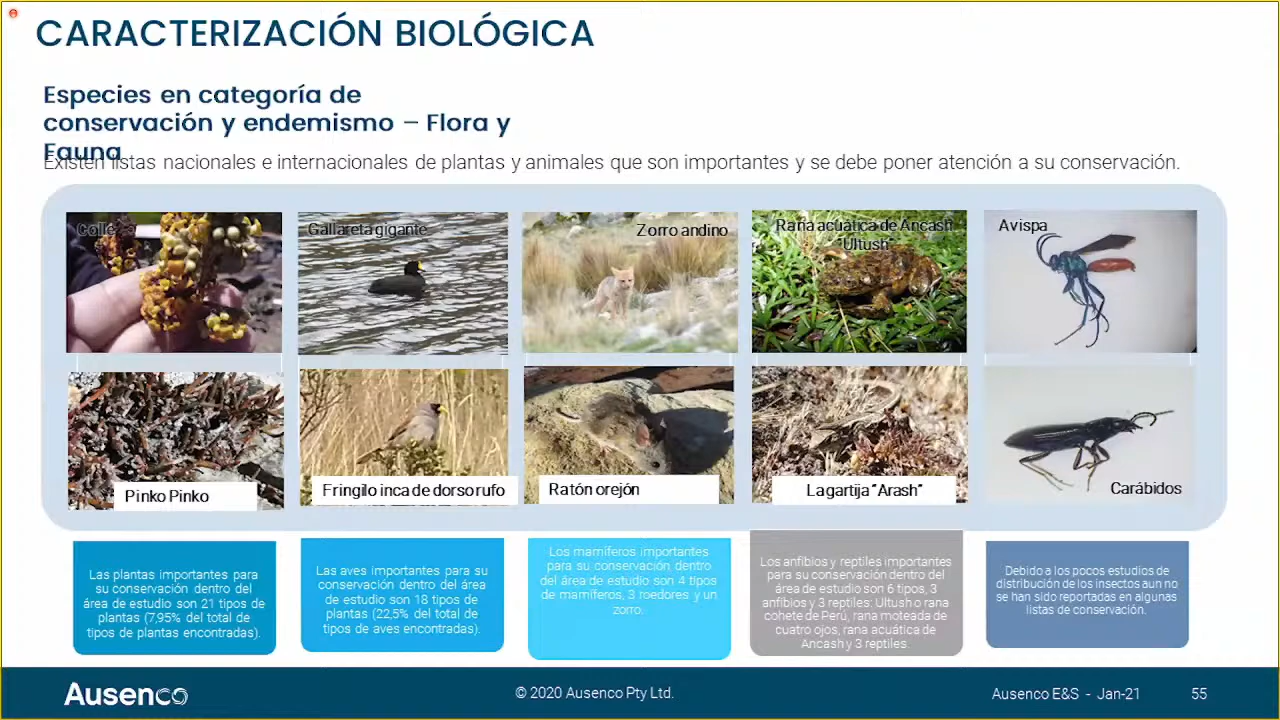 CARACTERIZACIÓN BIOLÓGICA
Especies en categoría de
conservación y endemismo – Flora y
Fauna
Existen listas nacionales e internacionales de plantas y animales que son importantes y se debe poner atención a su conservación.
Gallareta gigante
Zorro andino
Rana acuática de Ancash
"Ultush"
Avispa
Pinko Pinko
Fringilo inca de dorso rufo
Ratón orejón
Lagartija "Arash"
Carábidos
Las plantas importantes para
su conservación dentro del
área de estudio son 21 tipos de
plantas (7,95% del total de
tipos de plantas encontradas).
Las aves importantes para su
conservación dentro del área
de estudio son 18 tipos de
plantas (22,5% del total de
tipos de aves encontradas).
Los mamíferos importantes
para su conservación dentro
del área de estudio son 4 tipos
de mamíferos, 3 roedores y un
zorro.
Los anfibios y reptiles importantes
para su conservación dentro del
área de estudio son 6 tipos, 3
anfibios y 3 reptiles: Ultush o rana
cohete de Perú, rana moteada de
cuatro ojos, rana acuática de
Ancash y 3 reptiles.
Debido a los pocos estudios de
distribución de los insectos aun no
se han sido reportadas en algunas
listas de conservación.
Ausenco
© 2020 Ausenco Pty Ltd.
Ausenco E&S - Jan-21
55